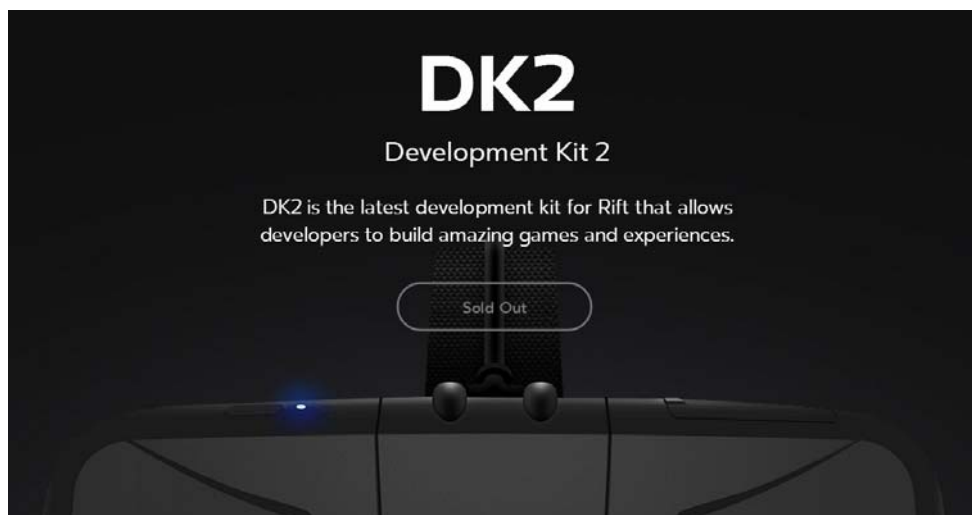 DK2
Development Kit 2
DK2 is the latest development kit for Rift that allows
developers to build amazing games and experiences.
Sold Out